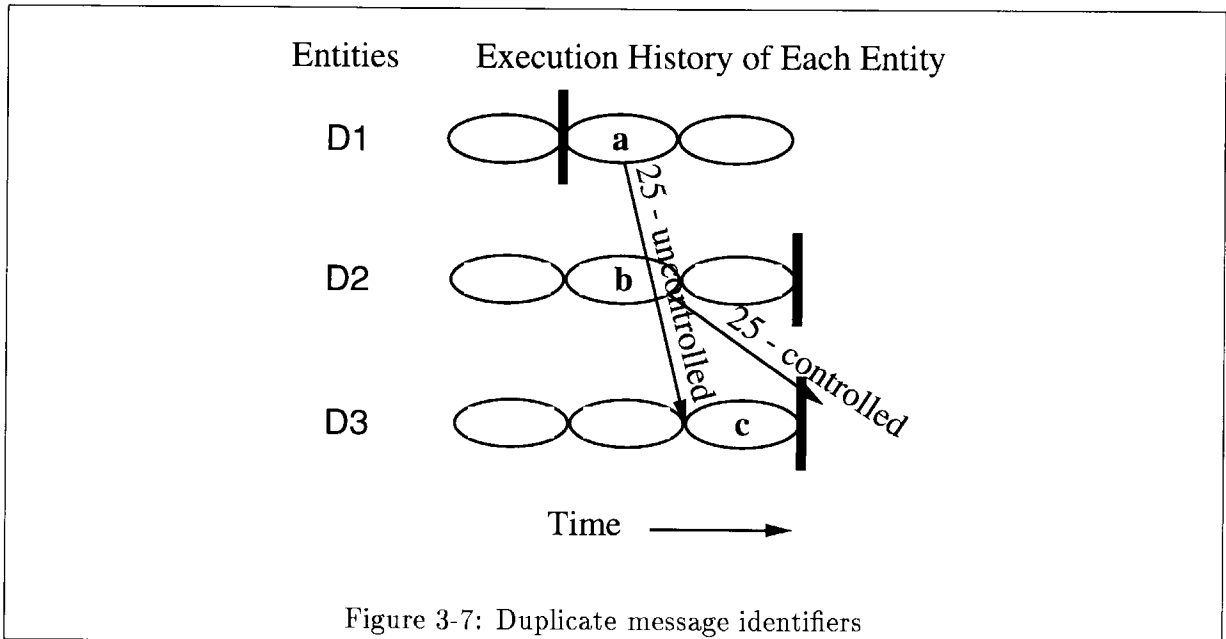 Entities Execution History of Each Entity
D1
a
25 - uncontrolled
D2
b
25 - controlled
D3
c
Time
Figure 3-7: Duplicate message identifiers